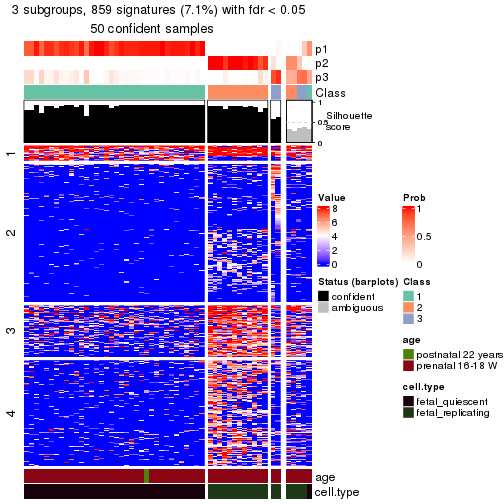 3 subgroups, 859 signatures (7.1%) with fdr < 0.05
50 confident samples
p1
p2
p3
Class
1
0.5
0
Silhouette
score
1
2
3
4
Value
8
6
4
2
0
Prob
1
0.5
0
Status (barplots)
confident
ambiguous
Class
1
2
3
age
postnatal 22 years
prenatal 16-18 W
cell.type
fetal_quiescent
fetal_replicating
age
cell.type